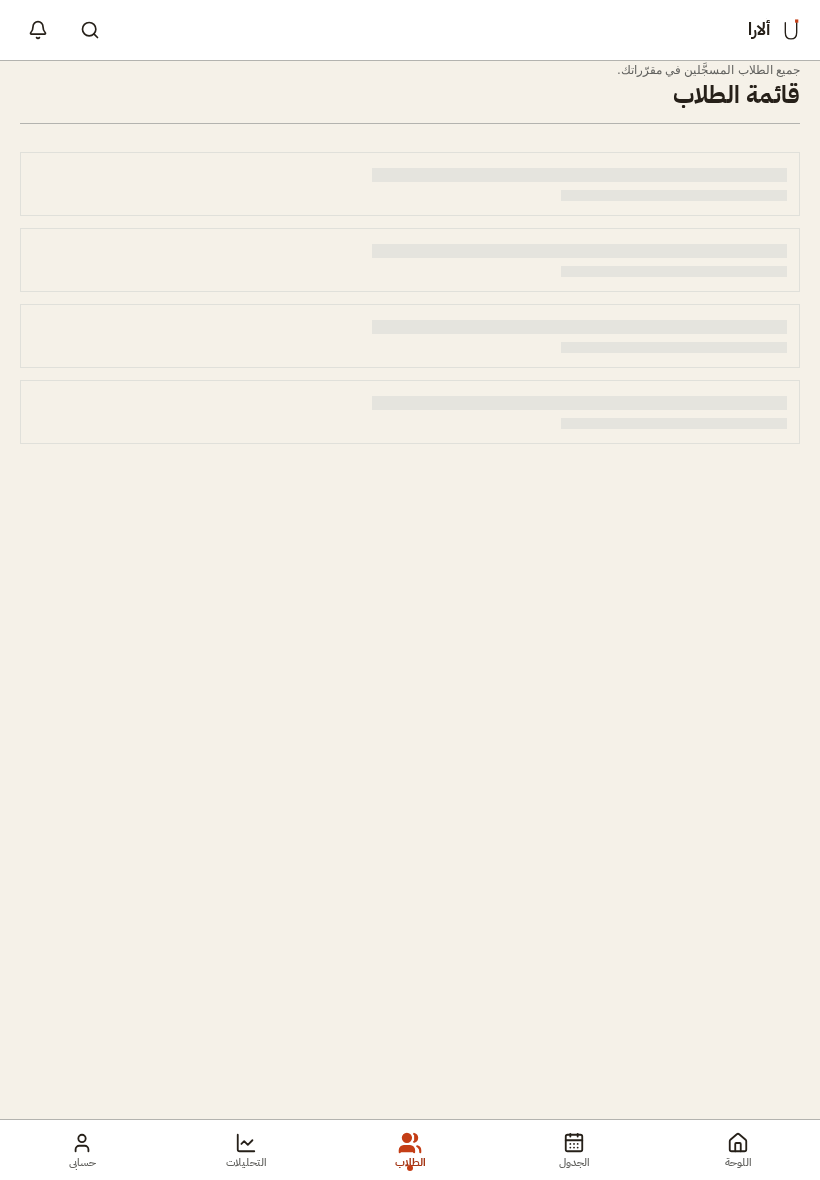 ألارا
جميع الطلاب المسجَّلين في مقرّراتك.
قائمة الطلاب
اللوحة
الجدول
الطلاب
التحليلات
حسابي